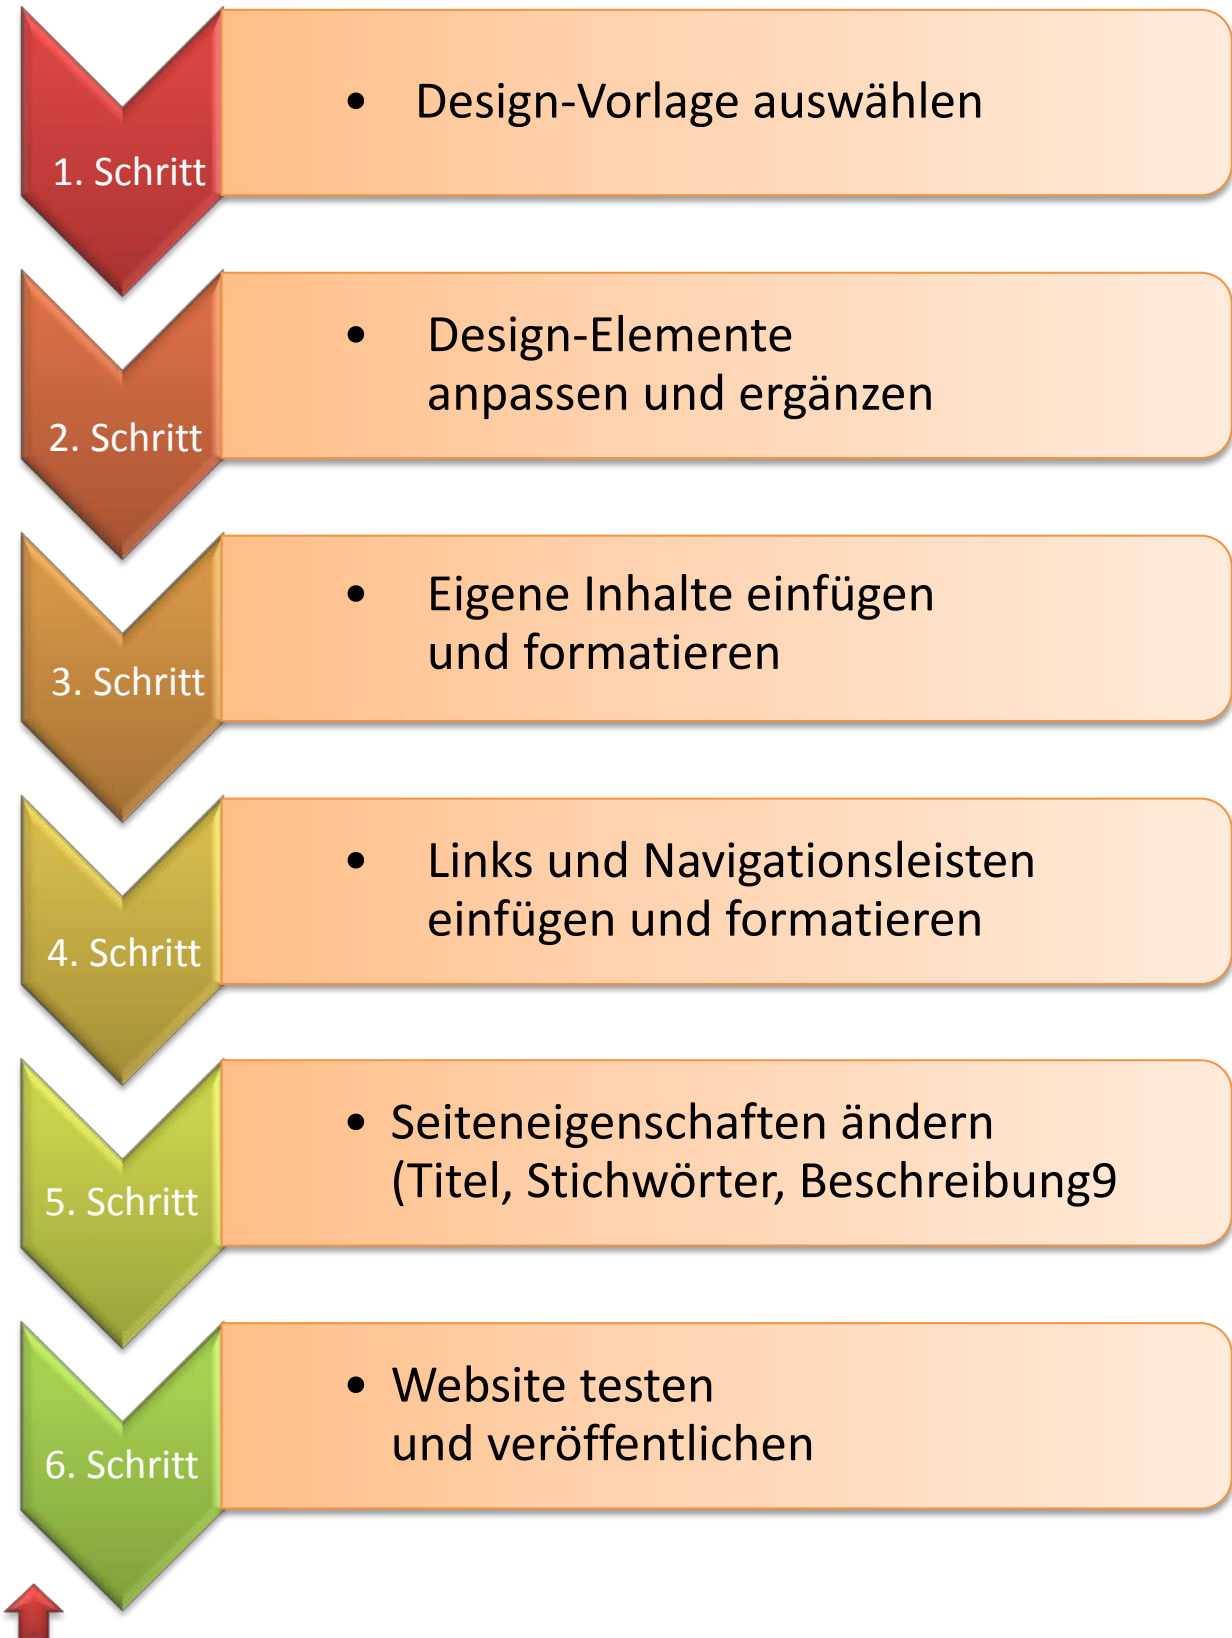 1. Schritt
• Design-Vorlage auswählen
2. Schritt
• Design-Elemente
anpassen und ergänzen
3. Schritt
• Eigene Inhalte einfügen
und formatieren
4. Schritt
• Links und Navigationsleisten
einfügen und formatieren
5. Schritt
• Seiteneigenschaften ändern
(Titel, Stichwörter, Beschreibung9
6. Schritt
• Website testen
und veröffentlichen